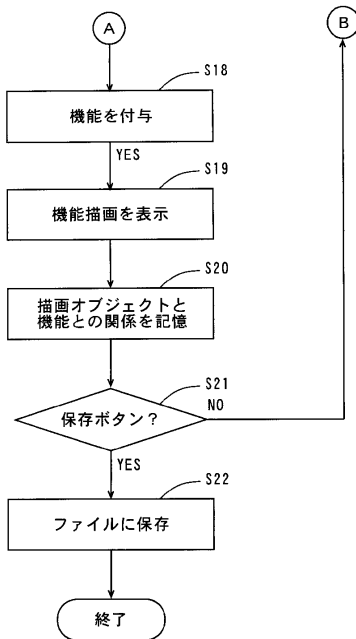 A
B
S18
機能を付与
YES
S19
機能描画を表示
S20
描画オブジェクトと
機能との関係を記憶
S21
保存ボタン?
NO
YES
S22
ファイルに保存
終了